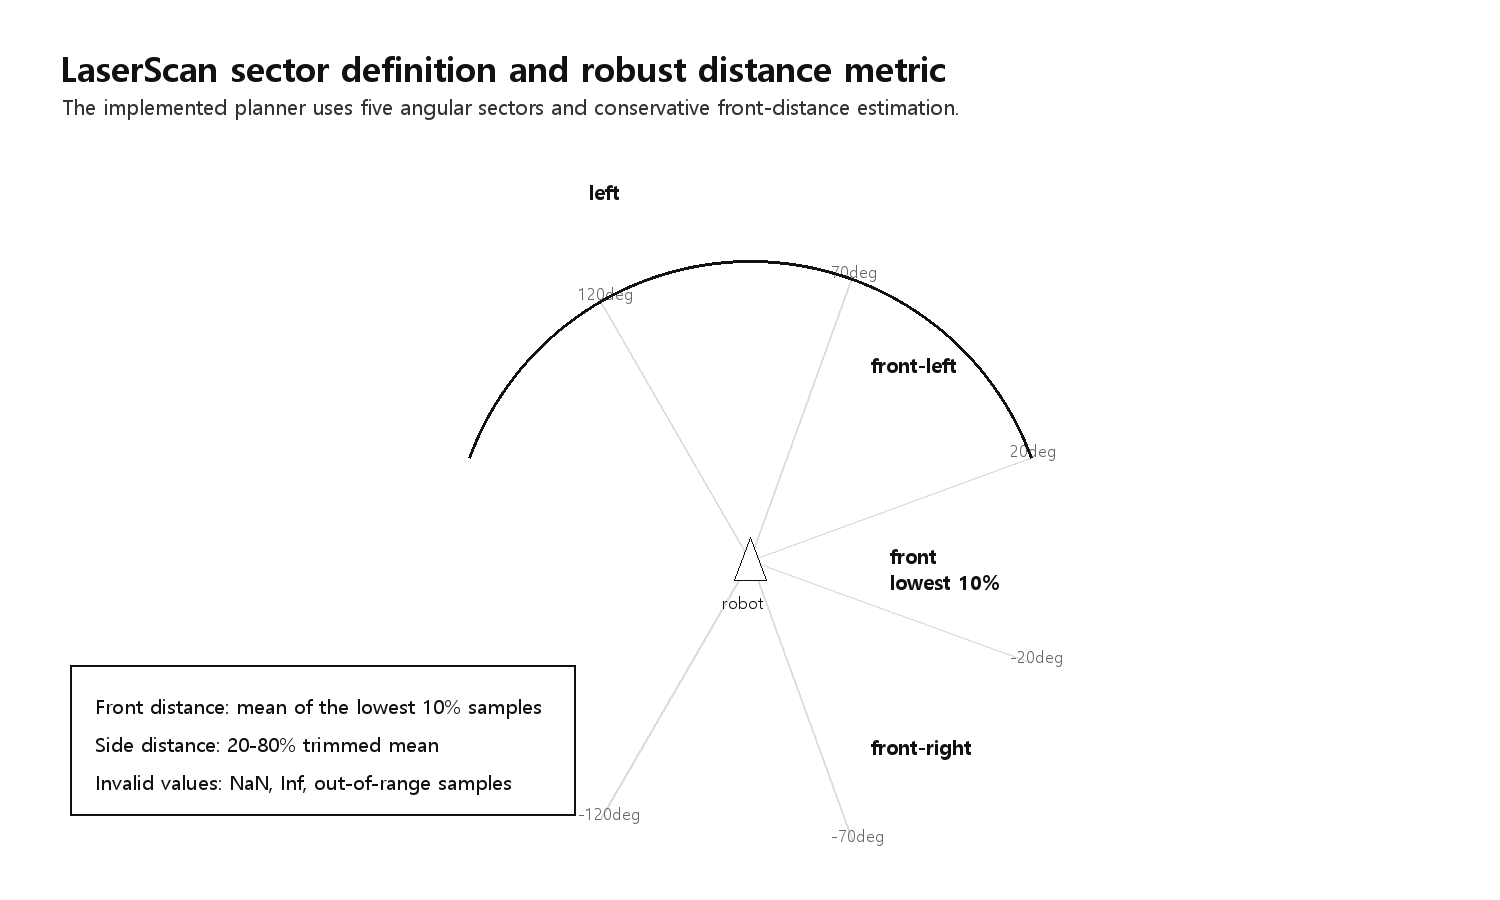 LaserScan sector definition and robust distance metric
The implemented planner uses five angular sectors and conservative front-distance estimation.
left
70deg
120deg
front-left
20deg
front
lowest 10%
robot
-20deg
Front distance: mean of the lowest 10% samples
Side distance: 20-80% trimmed mean
Invalid values: NaN, Inf, out-of-range samples
front-right
-120deg
-70deg